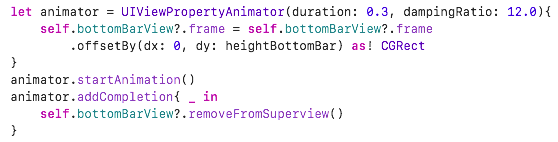 let animator = UIViewPropertyAnimator(duration: 0.3, dampingRatio: 12.0){
    self.bottomBarView?.frame = self.bottomBarView?.frame
        .offsetBy(dx: 0, dy: heightBottomBar) as! CGRect
}
animator.startAnimation()
animator.addCompletion{ _ in
    self.bottomBarView?.removeFromSuperview()
}